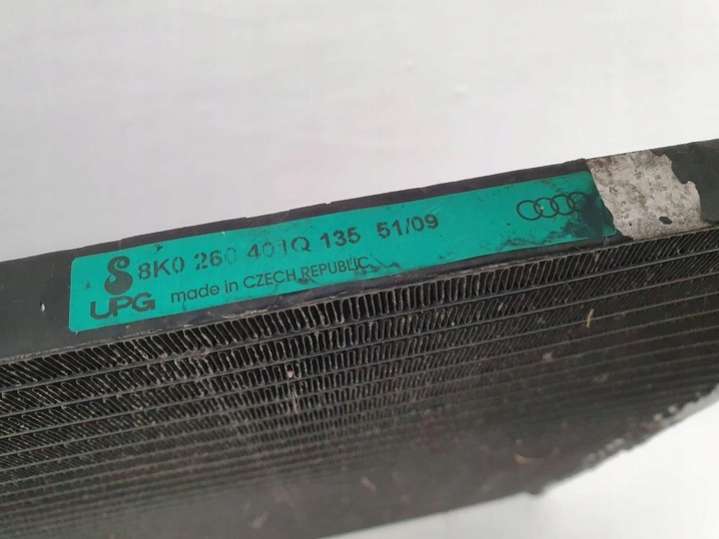 8K0 260 401Q 135 51/09
UPG made in CZECH REPUBLIC